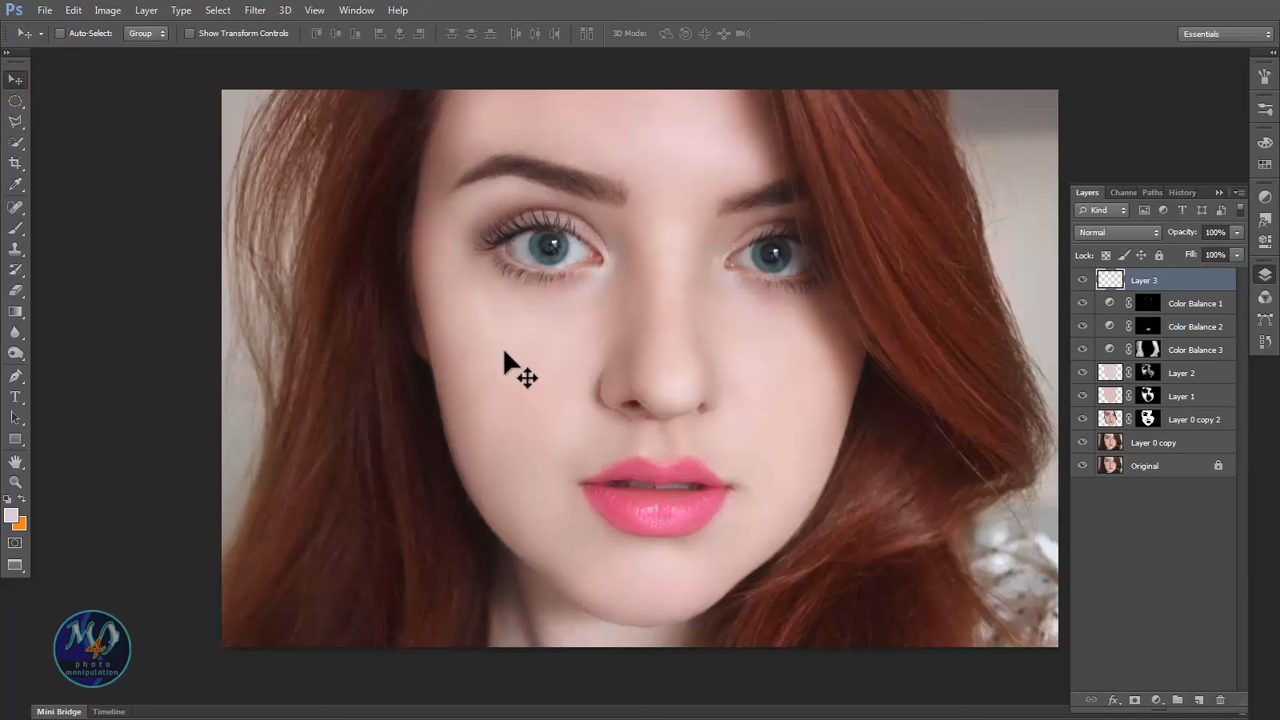 Ps File Edit Image Layer Type Select Filter 3D View Window Help
Auto-Select: Group Show Transform Controls 3D Mode: Essentials
Layers Channe Paths History
Kind
Normal Opacity: 100%
Lock: Fill: 100%
Layer 3
Color Balance 1
Color Balance 2
Color Balance 3
Layer 2
Layer 1
Layer 0 copy 2
Layer 0 copy
Original
photo
manipulation
Mini Bridge Timeline